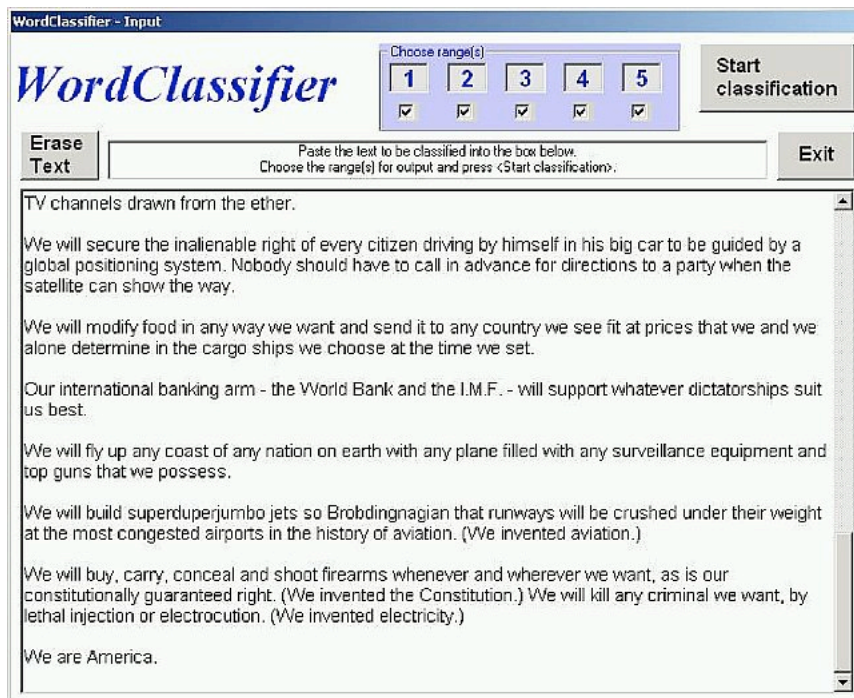 WordClassifier - Input
WordClassifier
Choose range(s)
1 2 3 4 5
Start
classification
Erase
Text
Paste the text to be classified into the box below.
Choose the range(s) for output and press <Start classification>.
Exit
TV channels drawn from the ether.
We will secure the inalienable right of every citizen driving by himself in his big car to be guided by a
global positioning system. Nobody should have to call in advance for directions to a party when the
satellite can show the way.
We will modify food in any way we want and send it to any country we see fit at prices that we and we
alone determine in the cargo ships we choose at the time we set.
Our international banking arm - the World Bank and the I.M.F. - will support whatever dictatorships suit
us best.
We will fly up any coast of any nation on earth with any plane filled with any surveillance equipment and
top guns that we possess.
We will build superduperjumbo jets so Brobdingnagian that runways will be crushed under their weight
at the most congested airports in the history of aviation. (We invented aviation.)
We will buy, carry, conceal and shoot firearms whenever and wherever we want, as is our
constitutionally guaranteed right. (We invented the Constitution.) We will kill any criminal we want, by
lethal injection or electrocution. (We invented electricity.)
We are America.